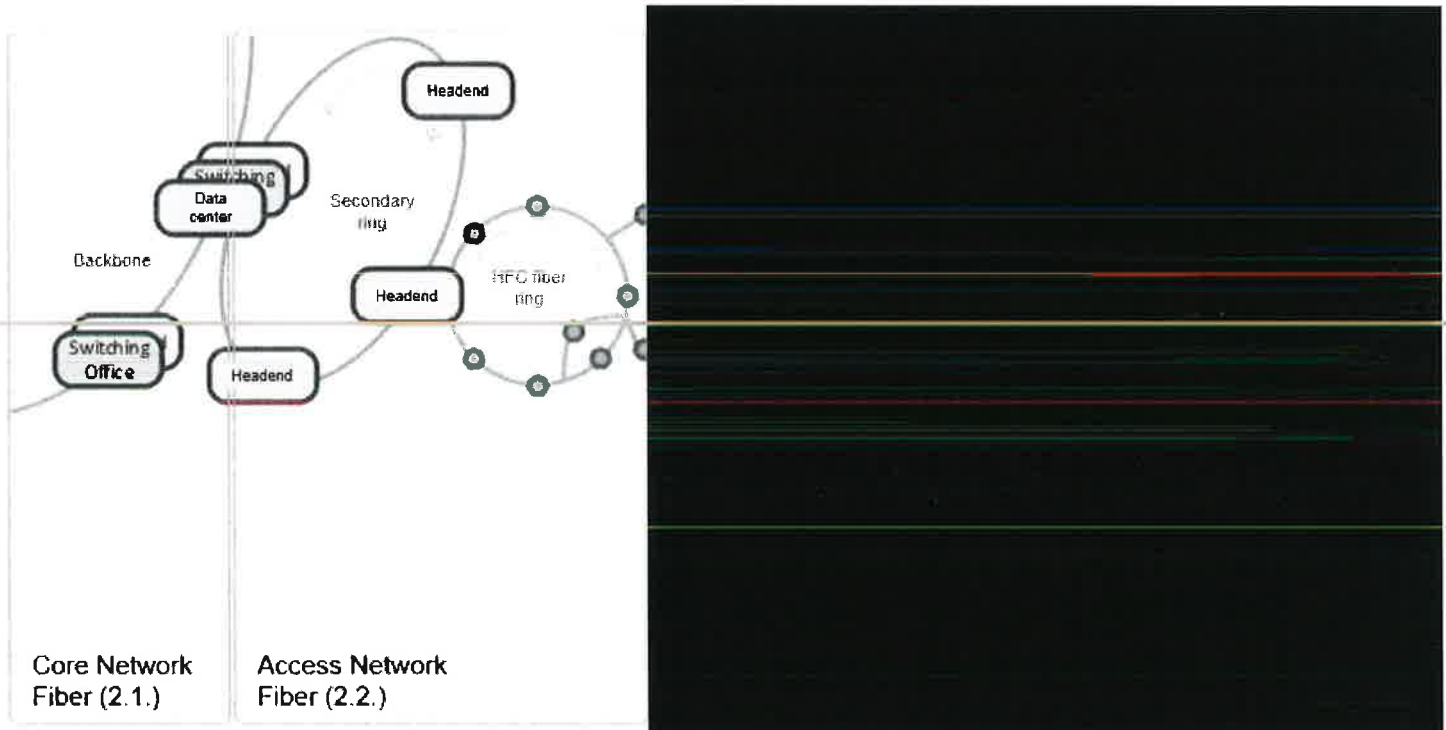 Headend
Switching
Data
center
Secondary
ring
Backbone
HFC fiber
ring
Headend
Switching
Office
Headend
Core Network
Fiber (2.1.)
Access Network
Fiber (2.2.)